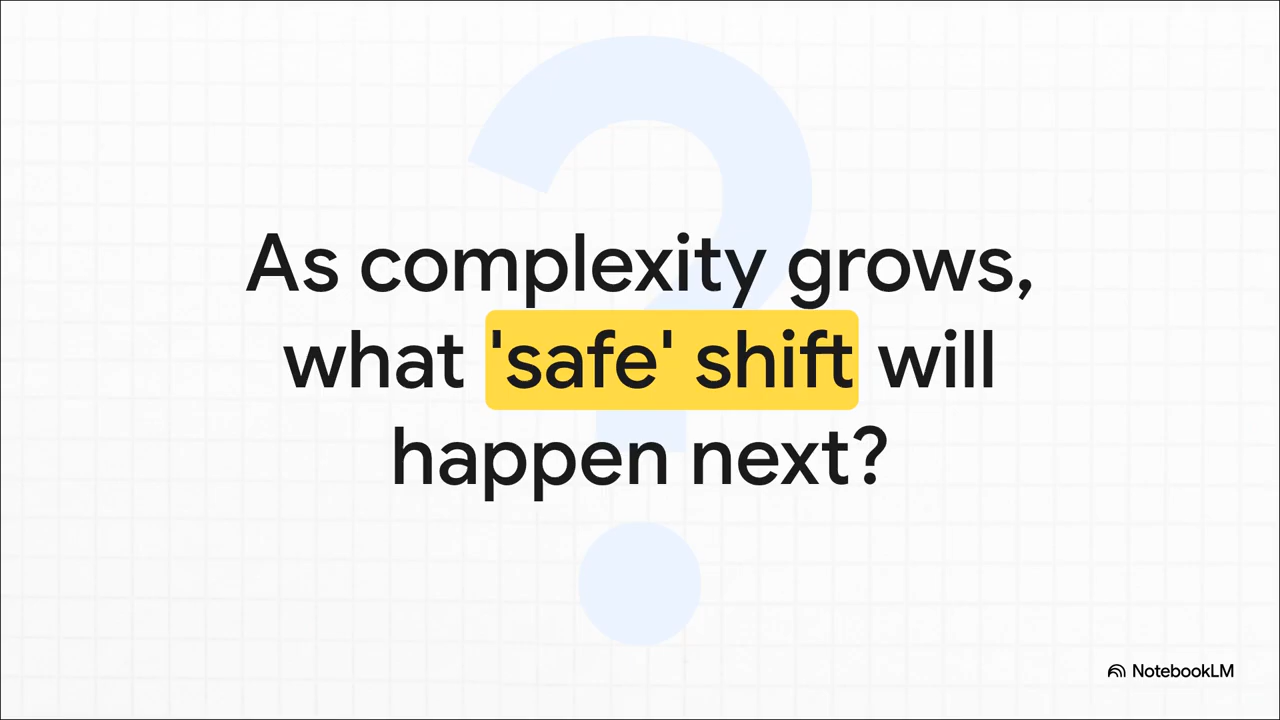 As complexity grows,
what 'safe' shift will
happen next?
NotebookLM